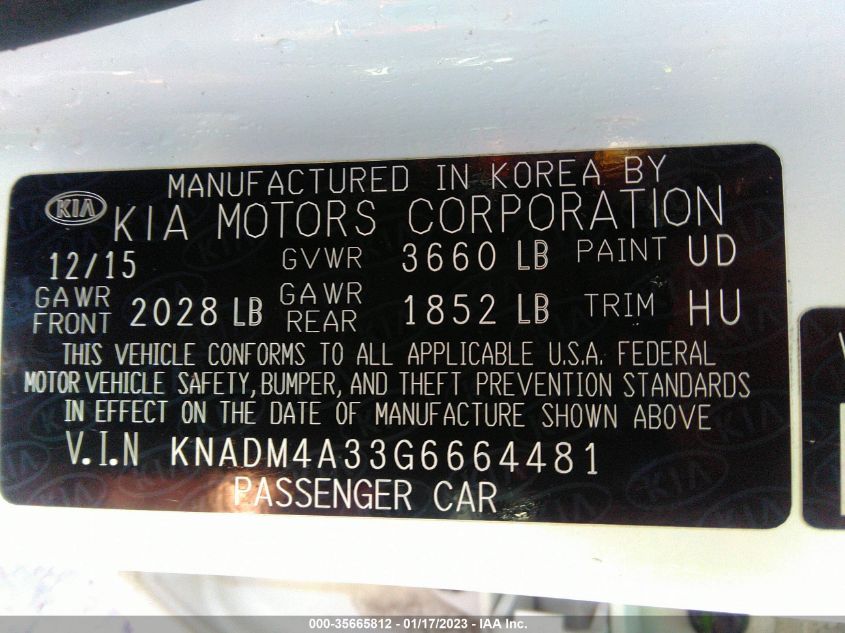 MANUFACTURED IN KOREA BY
KIA KIA MOTORS CORPORATION
12/15 GVWR 3660 LB PAINT UD
GAWR FRONT 2028 LB GAWR REAR 1852 LB TRIM HU
THIS VEHICLE CONFORMS TO ALL APPLICABLE U.S.A. FEDERAL
MOTOR VEHICLE SAFETY, BUMPER, AND THEFT PREVENTION STANDARDS
IN EFFECT ON THE DATE OF MANUFACTURE SHOWN ABOVE
V.I.N KNADM4A33G6664481
PASSENGER CAR
000-35665812 - 01/17/2023 - IAA Inc.